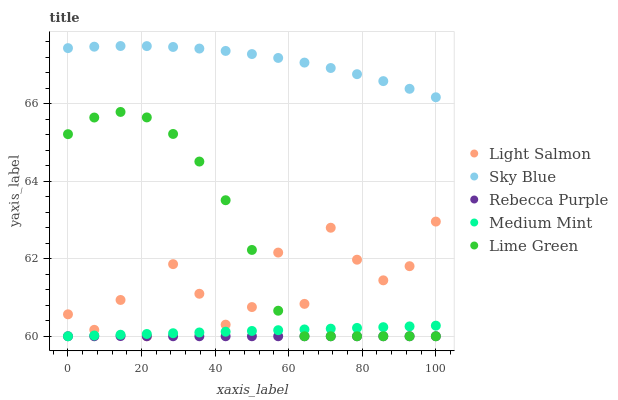 title
yaxis_label
66
64
62
60
0
20
40
60
80
100
xaxis_label
Light Salmon
Sky Blue
Rebecca Purple
Medium Mint
Lime Green